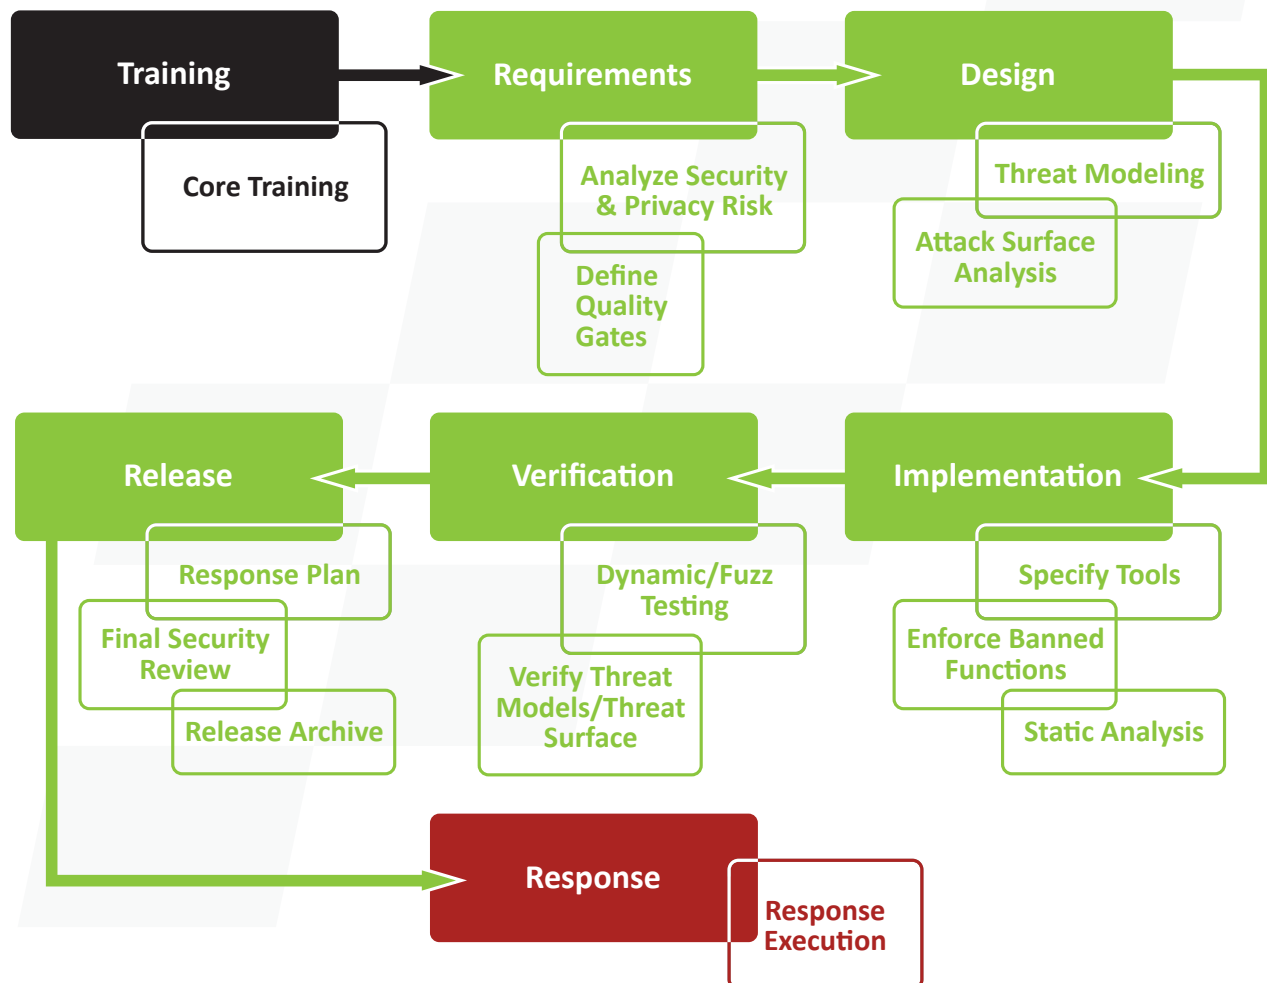 Training
Requirements
Design
Core Training
Analyze Security
& Privacy Risk
Define
Quality
Gates
Threat Modeling
Attack Surface
Analysis
Release
Verification
Implementation
Response Plan
Final Security
Review
Release Archive
Dynamic/Fuzz
Testing
Verify Threat
Models/Threat
Surface
Specify Tools
Enforce Banned
Functions
Static Analysis
Response
Response
Execution